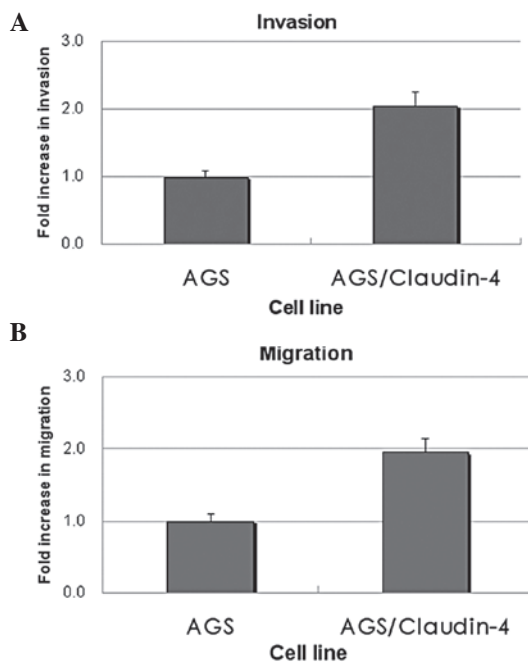 A
Invasion
Fold increase in invasion
3.0
2.0
1.0
0.0
AGS
AGS/Claudin-4
Cell line
B
Migration
Fold increase in migration
3.0
2.0
1.0
0.0
AGS
AGS/Claudin-4
Cell line